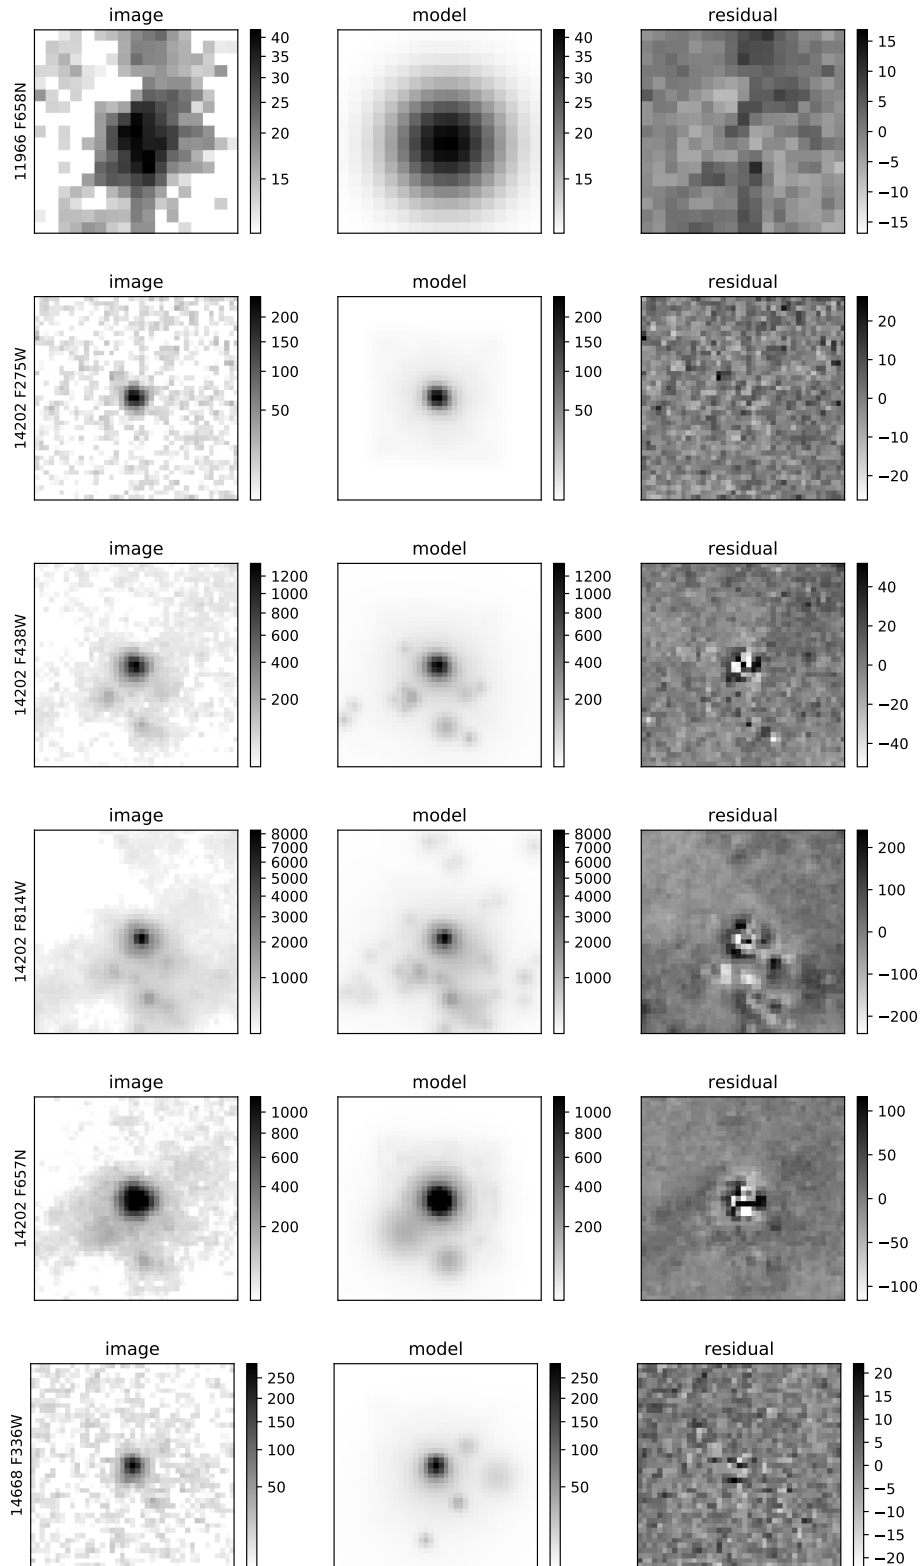 image model residual
11966 F658N
40 35 30 25 20 15
40 35 30 25 20 15
15 10 5 0 −5 −10 −15
image model residual
14202 F275W
200 150 100 50
200 150 100 50
20 10 0 −10 −20
image model residual
14202 F438W
1200 1000 800 600 400 200
1200 1000 800 600 400 200
40 20 0 −20 −40
image model residual
14202 F814W
8000 7000 6000 5000 4000 3000 2000 1000
8000 7000 6000 5000 4000 3000 2000 1000
200 100 0 −100 −200
image model residual
14202 F657N
1000 800 600 400 200
1000 800 600 400 200
100 50 0 −50 −100
image model residual
14668 F336W
250 200 150 100 50
250 200 150 100 50
20 15 10 5 0 −5 −10 −15 −20